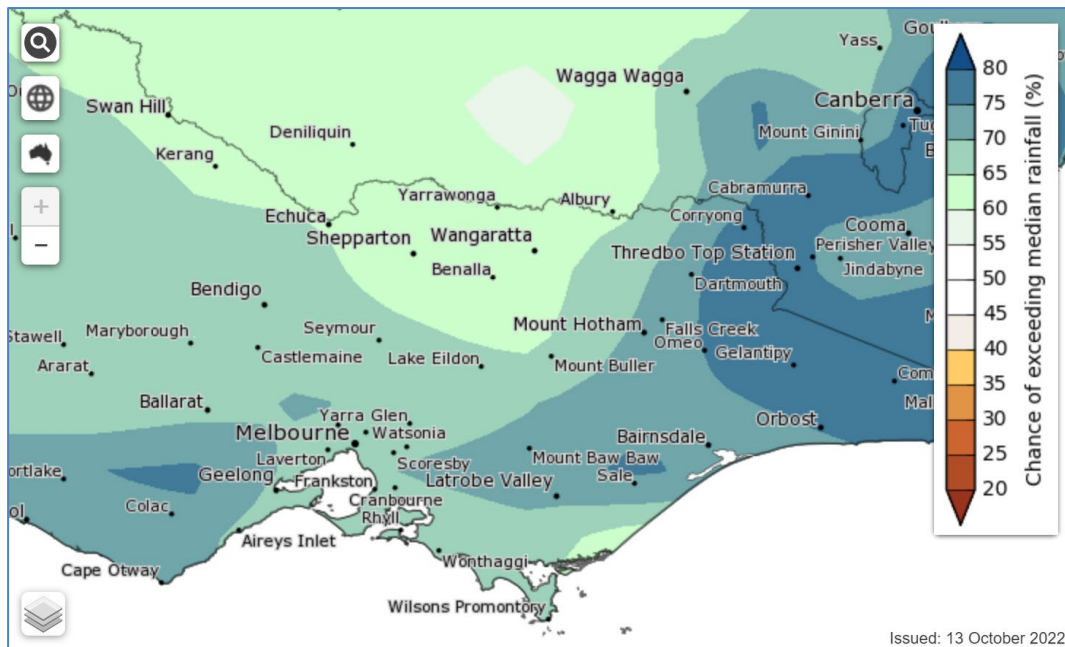 Yass
Wagga Wagga
Swan Hill
Canberra
Deniliquin
Mount Ginini
Kerang
Cabramurra
Yarrawonga
Albury
Echuca
Corryong
Cooma
Shepparton
Wangaratta
Perisher Valley
Thredbo Top Station
Benalla
Jindabyne
Dartmouth
Bendigo
Mount Hotham
Seymour
Falls Creek
Maryborough
Omeo
Gelantipy
Castlemaine
Lake Eildon
Mount Buller
Ararat
Ballarat
Yarra Glen
Orbost
Melbourne
Watsonia
Bairnsdale
Laverton
Scoresby
Mount Baw Baw
Geelong
Frankston
Latrobe Valley
Sale
Cranbourne
Colac
Rhyll
Aireys Inlet
Wonthaggi
Cape Otway
Wilsons Promontory
80
75
70
65
60
55
50
45
40
35
30
25
20
Chance of exceeding median rainfall (%)
Issued: 13 October 2022